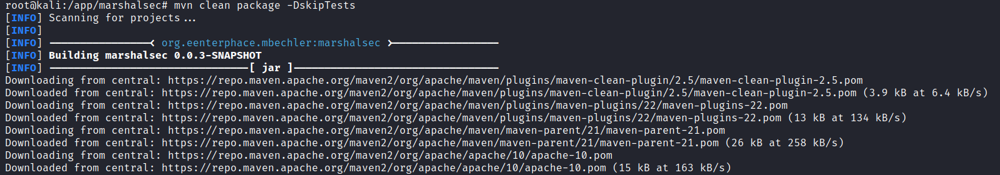 root@kali:/app/marshalsec# mvn clean package -DskipTests
[INFO] Scanning for projects...
[INFO]
[INFO] ----------------< org.eenterphace.mbechler:marshalsec >-----------------
[INFO] Building marshalsec 0.0.3-SNAPSHOT
[INFO] --------------------------------[ jar ]---------------------------------
Downloading from central: https://repo.maven.apache.org/maven2/org/apache/maven/plugins/maven-clean-plugin/2.5/maven-clean-plugin-2.5.pom
Downloaded from central: https://repo.maven.apache.org/maven2/org/apache/maven/plugins/maven-clean-plugin/2.5/maven-clean-plugin-2.5.pom (3.9 kB at 6.4 kB/s)
Downloading from central: https://repo.maven.apache.org/maven2/org/apache/maven/plugins/maven-plugins/22/maven-plugins-22.pom
Downloaded from central: https://repo.maven.apache.org/maven2/org/apache/maven/plugins/maven-plugins/22/maven-plugins-22.pom (13 kB at 134 kB/s)
Downloading from central: https://repo.maven.apache.org/maven2/org/apache/maven/maven-parent/21/maven-parent-21.pom
Downloaded from central: https://repo.maven.apache.org/maven2/org/apache/maven/maven-parent/21/maven-parent-21.pom (26 kB at 258 kB/s)
Downloading from central: https://repo.maven.apache.org/maven2/org/apache/apache/10/apache-10.pom
Downloaded from central: https://repo.maven.apache.org/maven2/org/apache/apache/10/apache-10.pom (15 kB at 163 kB/s)